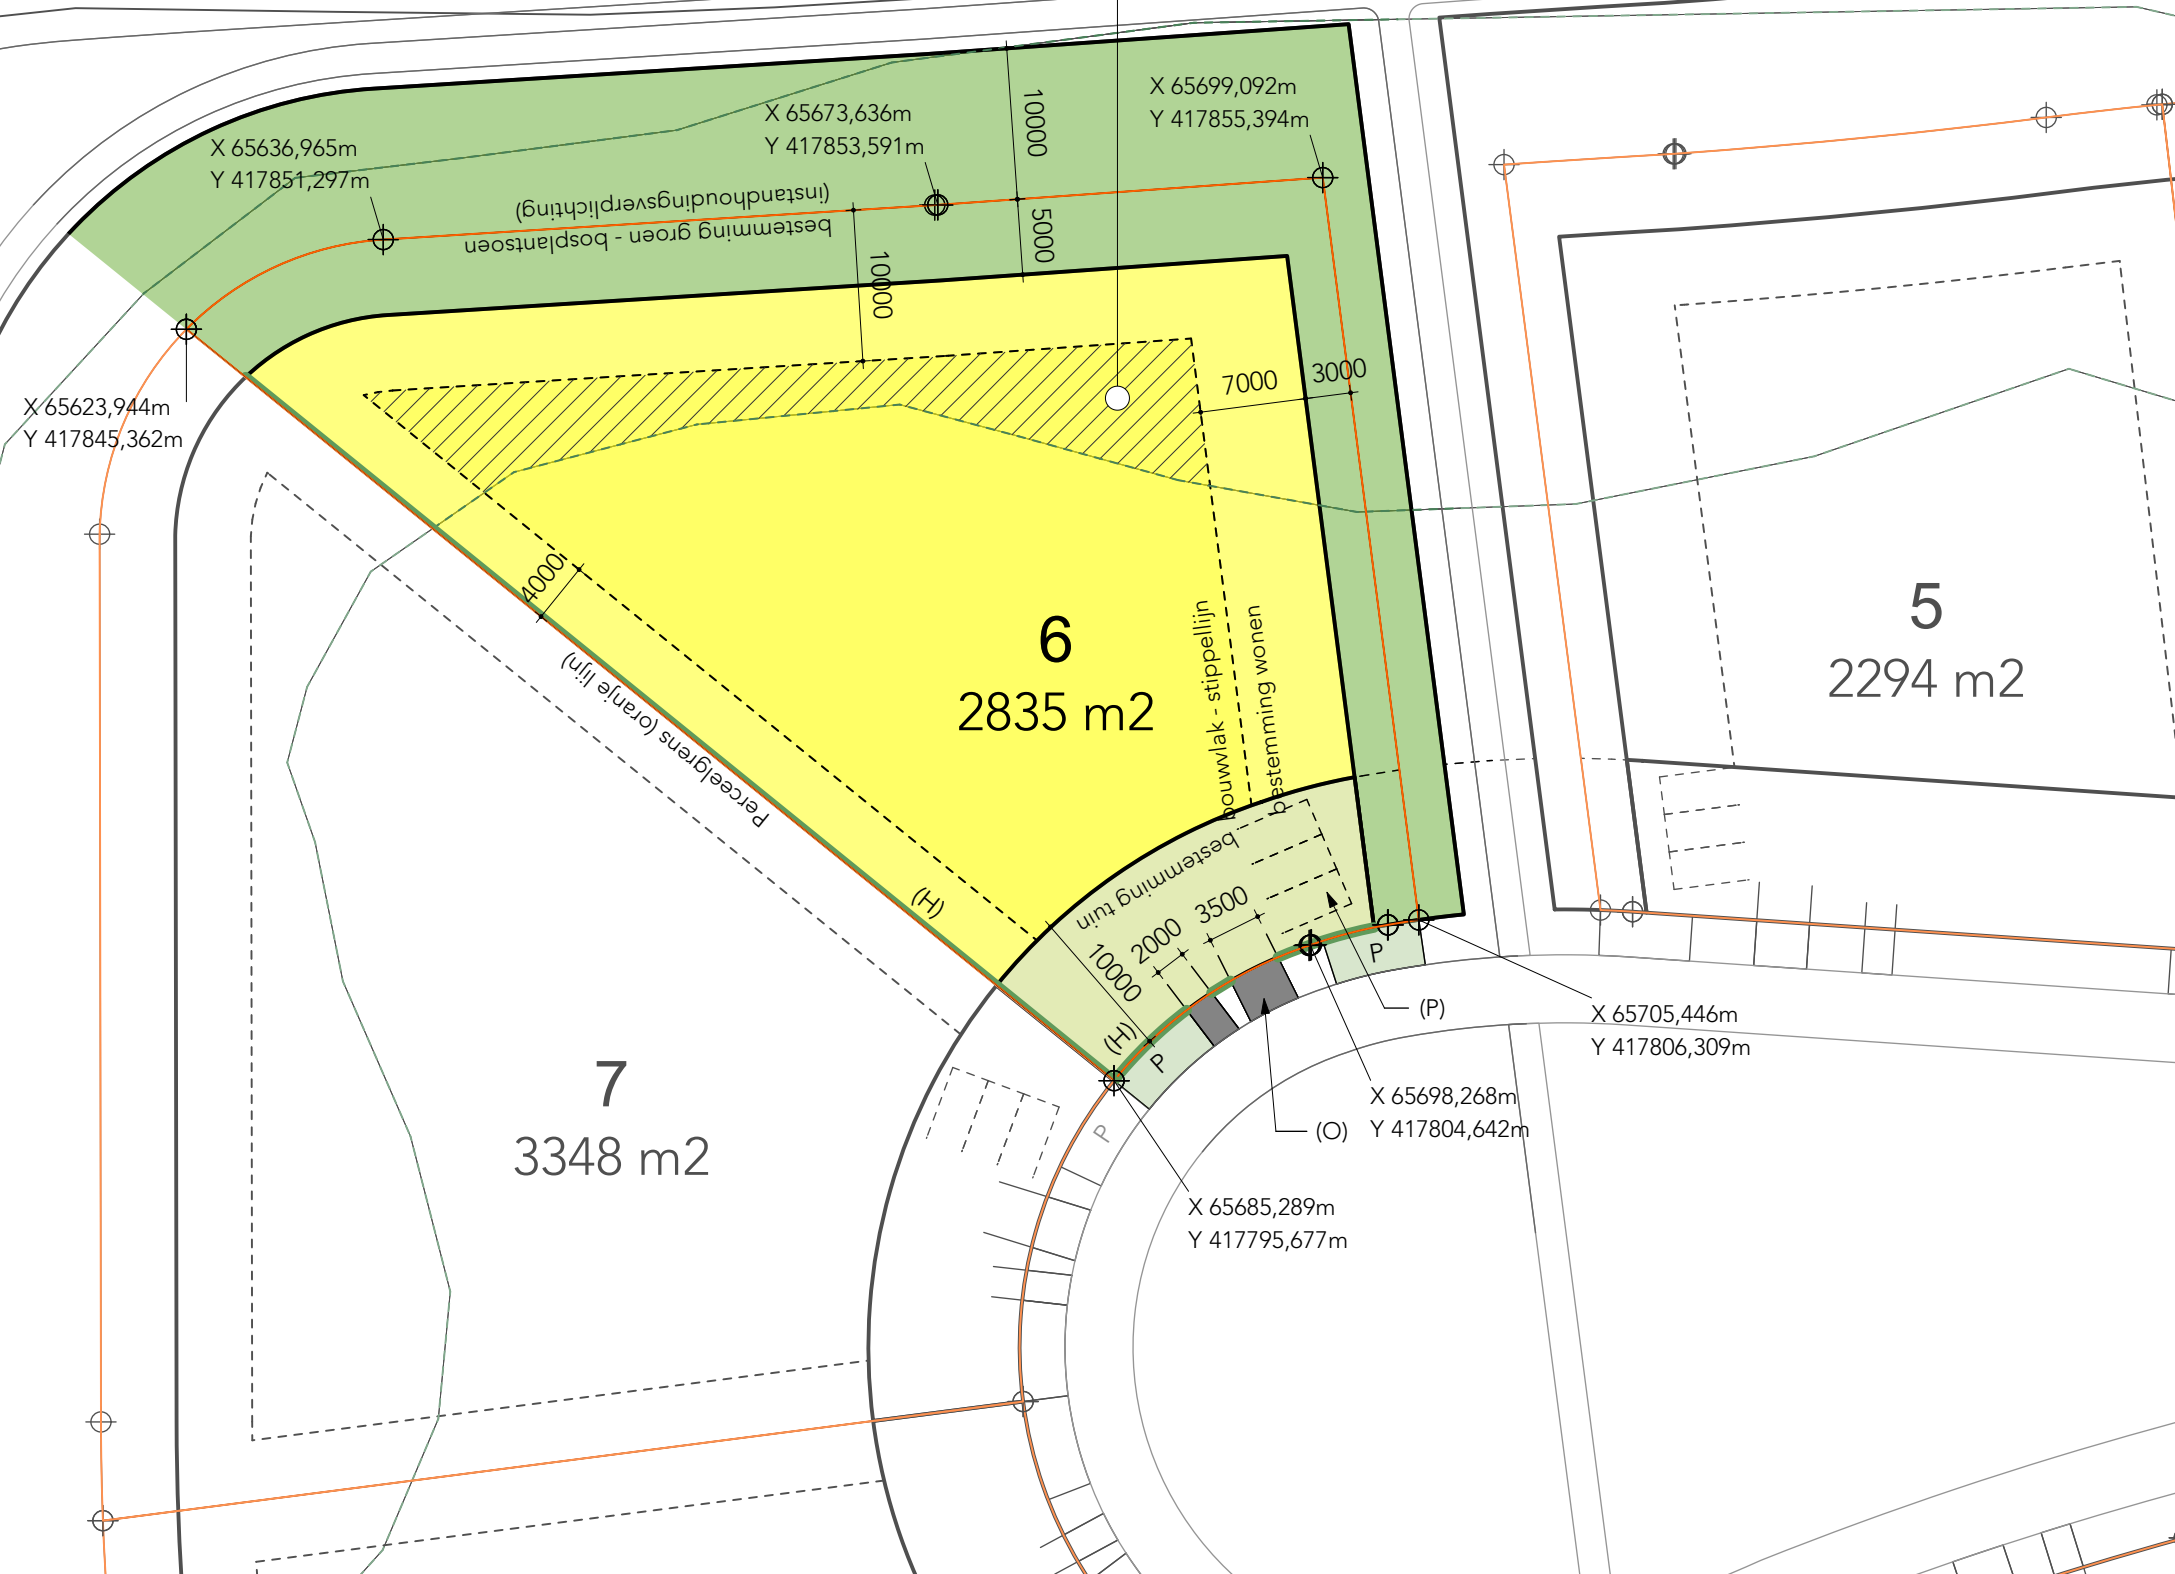 X 65699,092m
Y 417855,394m
X 65673,636m
Y 417853,591m
X 65636,965m
Y 417851,297m
10000
5000
10000
bestemming groen - bosplantsoen
(instandhoudingsverplichting)
X 65623,944m
Y 417845,362m
7000
3000
4000
6
2835 m2
5
2294 m2
bouwvlak - stippellijn
bestemming wonen
Perceelgrens (oranje lijn)
(H)
bestemming tuin
3500
2000
10000
(H)
P
P
(P)
(O)
X 65705,446m
Y 417806,309m
X 65698,268m
Y 417804,642m
7
3348 m2
P
X 65685,289m
Y 417795,677m